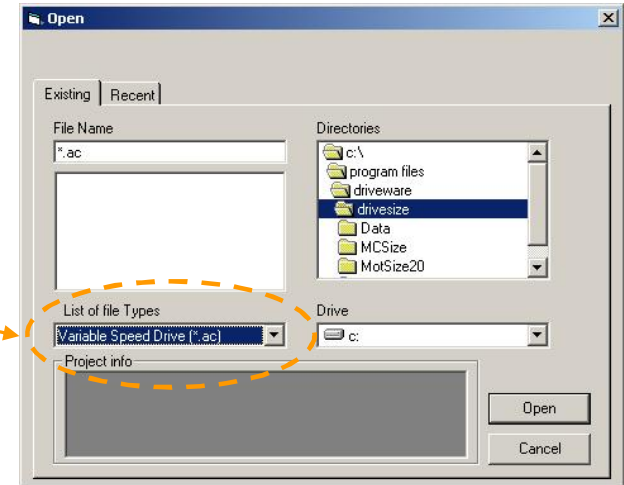 Open
Existing Recent
File Name
*.ac
Directories
c:\
program files
driveware
drivesize
Data
MCSize
MotSize20
List of file Types
Variable Speed Drive (*.ac)
Drive
c:
Project info
Open
Cancel